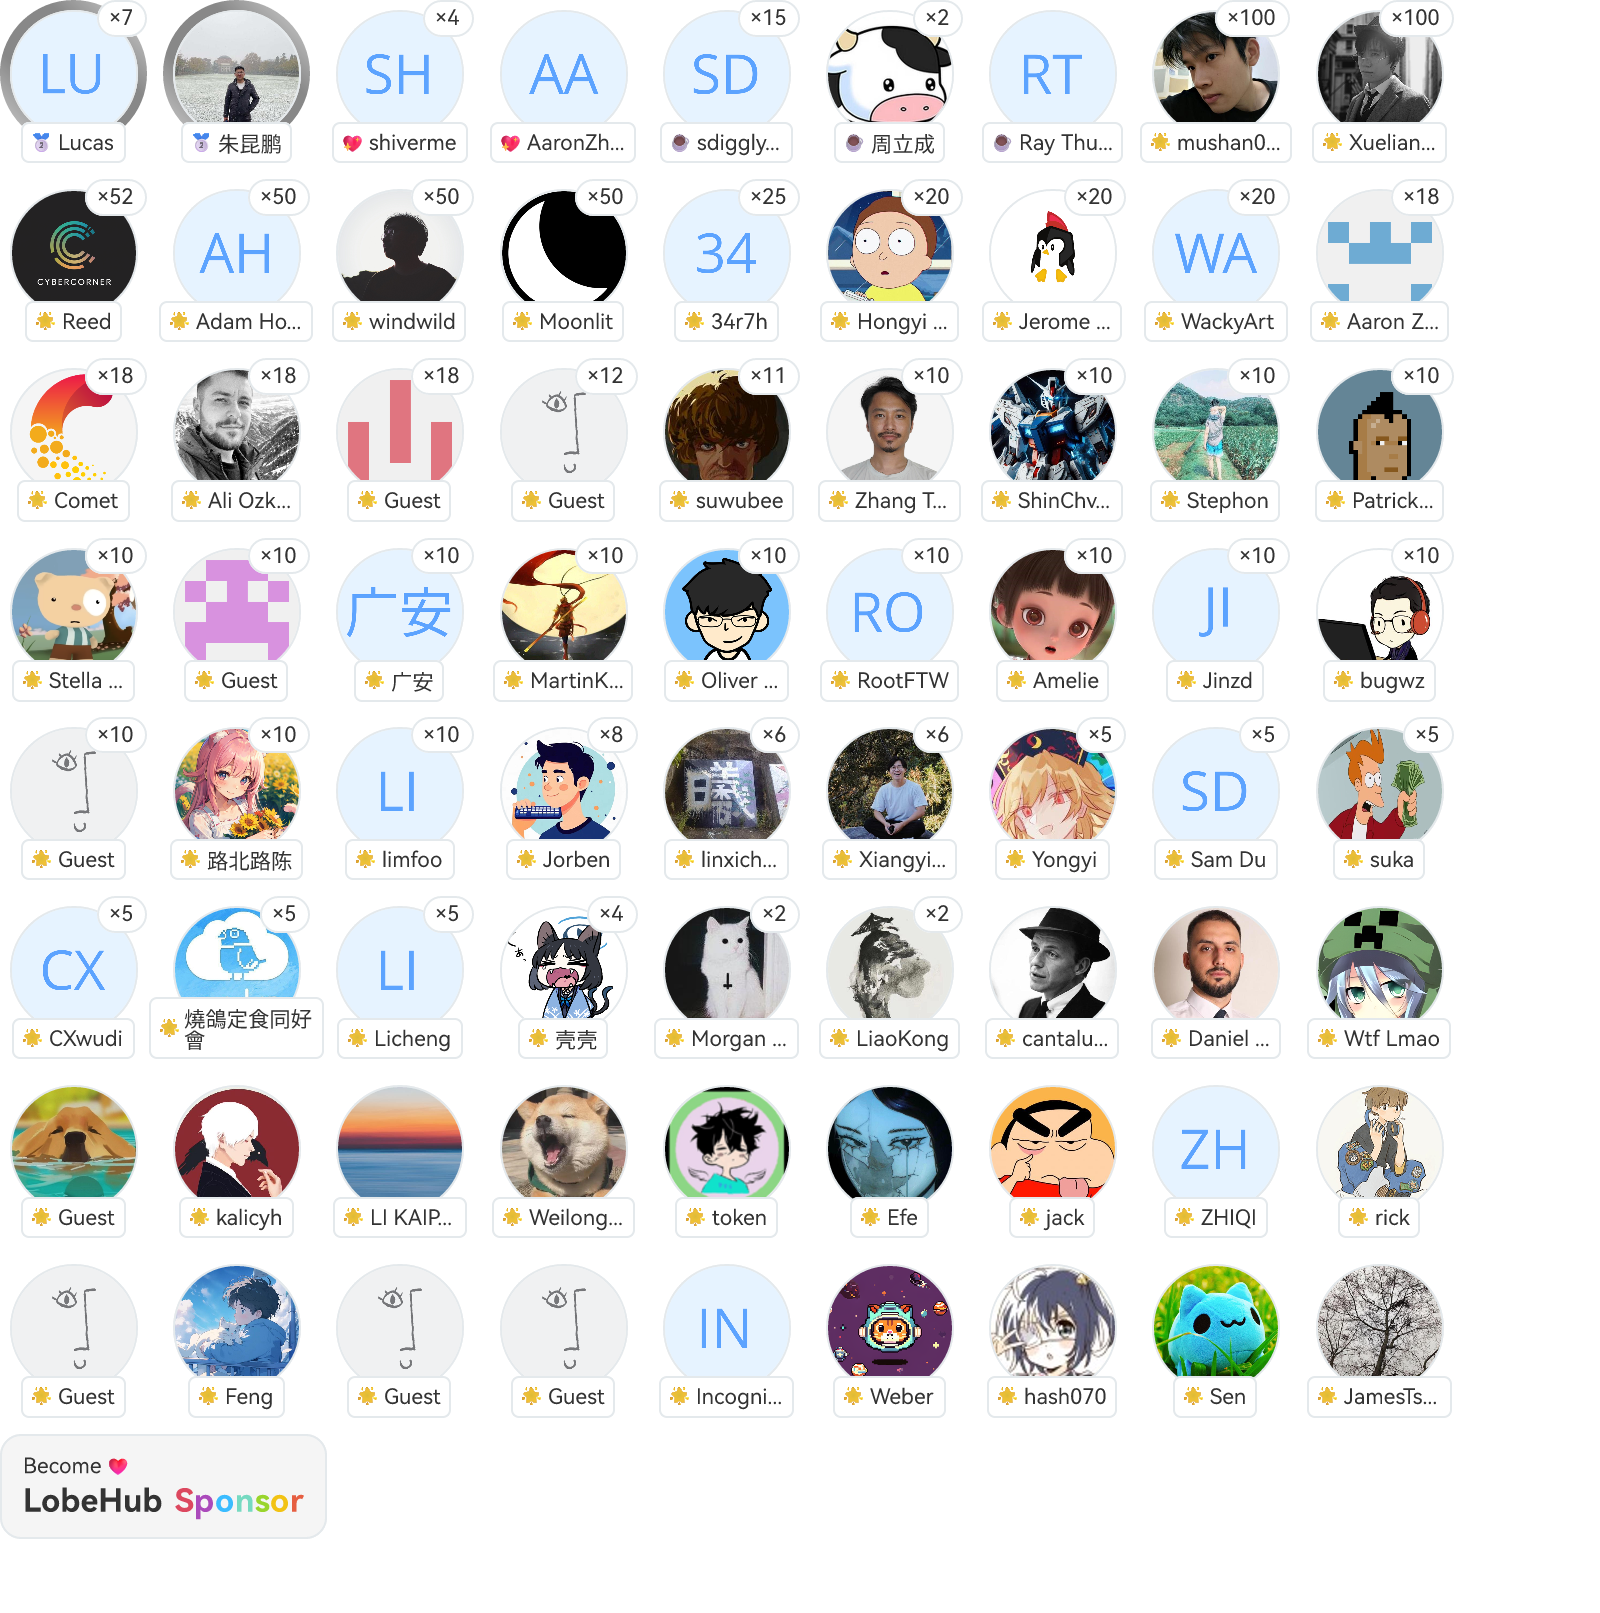 ×7
×4
×15
×2
×100
×100
LU
SH
AA
SD
RT
Lucas
朱昆鹏
shiverme
AaronZh...
sdiggly...
周立成
Ray Thu...
mushan0...
Xuelian...
×52
×50
×50
×50
×25
×20
×20
×20
×18
CYBERCORNER
AH
34
WA
Reed
Adam Ho...
windwild
Moonlit
34r7h
Hongyi ...
Jerome ...
WackyArt
Aaron Z...
×18
×18
×18
×12
×11
×10
×10
×10
×10
Comet
Ali Ozk...
Guest
Guest
suwubee
Zhang T...
ShinChv...
Stephon
Patrick...
×10
×10
×10
×10
×10
×10
×10
×10
×10
广安
RO
JI
Stella ...
Guest
广安
MartinK...
Oliver ...
RootFTW
Amelie
Jinzd
bugwz
×10
×10
×10
×8
×6
×6
×5
×5
×5
LI
SD
Guest
路北路陈
limfoo
Jorben
linxich...
Xiangyi...
Yongyi
Sam Du
suka
×5
×5
×5
×4
×2
×2
CX
LI
CXwudi
燒鴿定食同好
會
Licheng
壳壳
Morgan ...
LiaoKong
cantalu...
Daniel ...
Wtf Lmao
ZH
Guest
kalicyh
LI KAIP...
Weilong...
token
Efe
jack
ZHIQI
rick
IN
Guest
Feng
Guest
Guest
Incogni...
Weber
hash070
Sen
JamesTs...
Become
LobeHub Sponsor